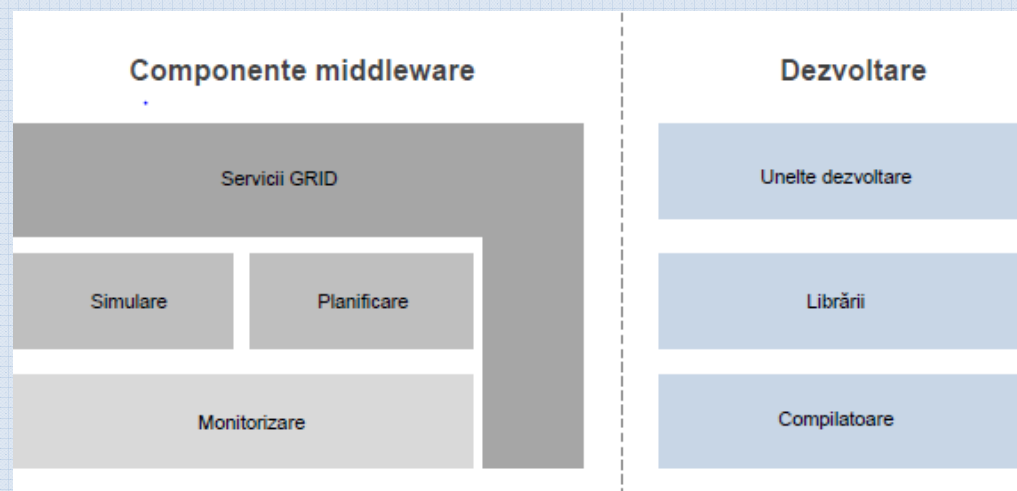 Componente middleware
Dezvoltare
Servicii GRID
Unelte dezvoltare
Simulare
Planificare
Librării
Monitorizare
Compilatoare